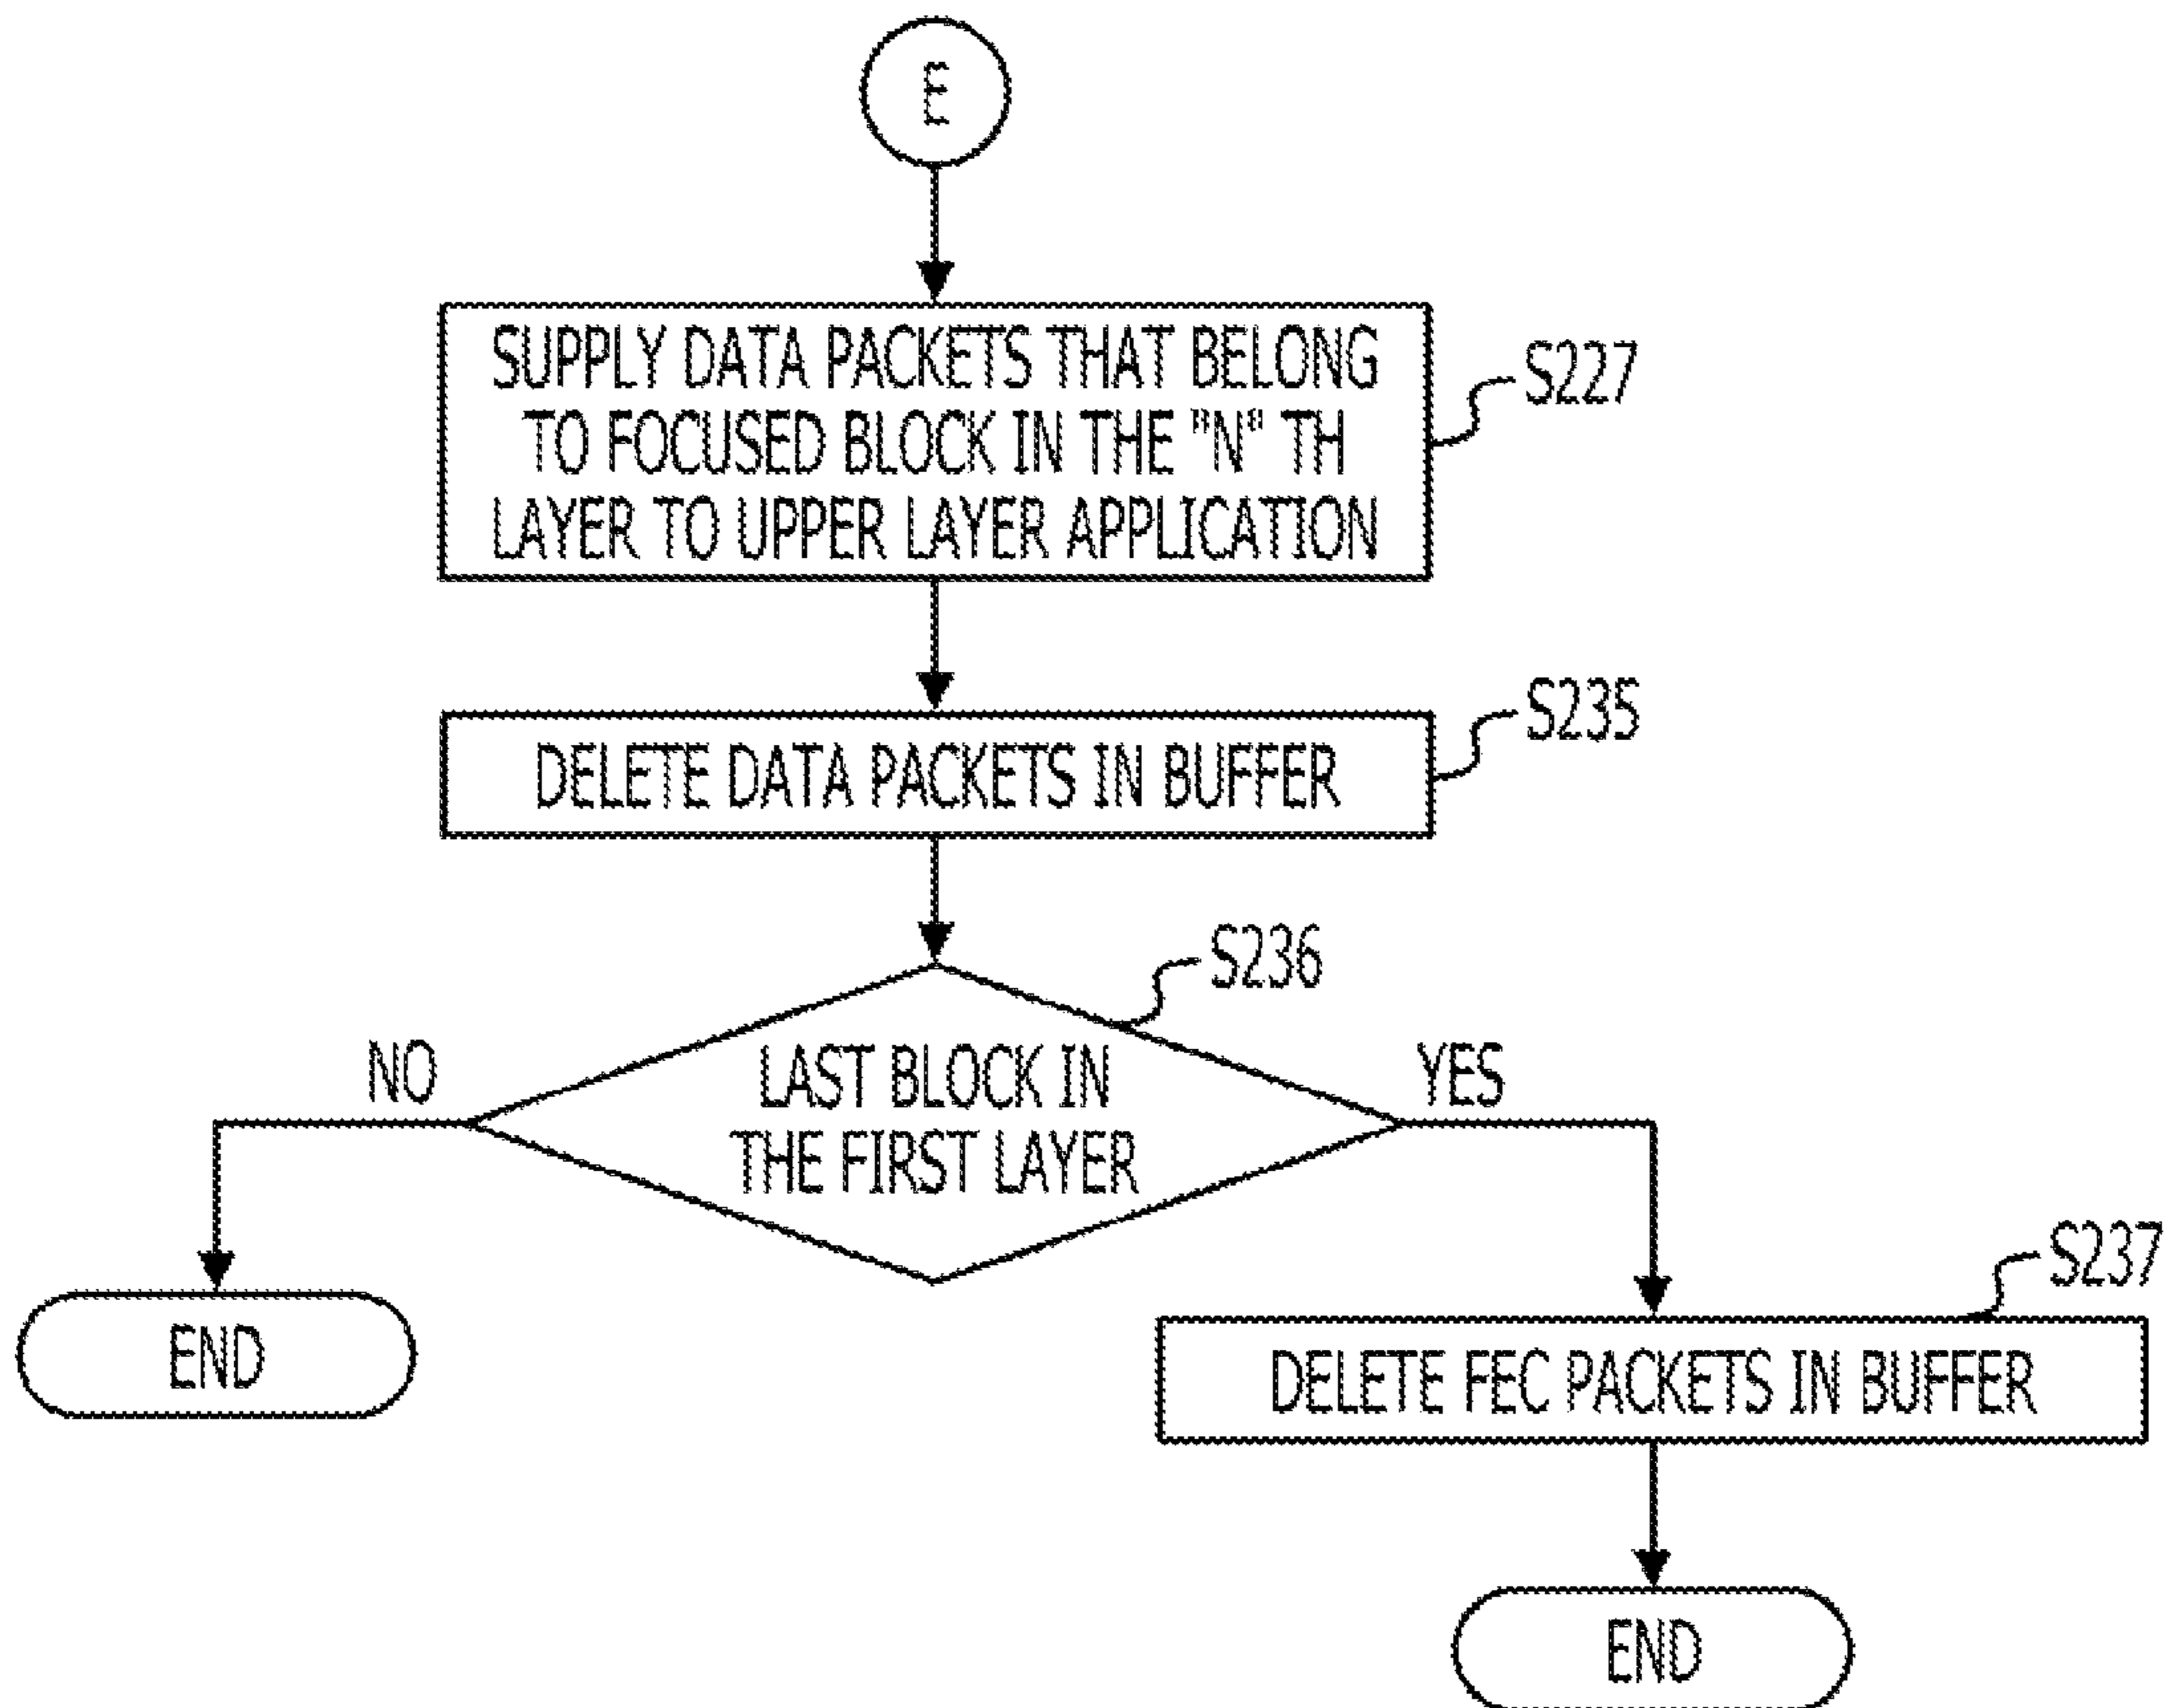 E
SUPPLY DATA PACKETS THAT BELONG
TO FOCUSED BLOCK IN THE "N" TH
LAYER TO UPPER LAYER APPLICATION
S227
DELETE DATA PACKETS IN BUFFER
S235
S236
LAST BLOCK IN
THE FIRST LAYER
NO
YES
END
S237
DELETE FEC PACKETS IN BUFFER
END